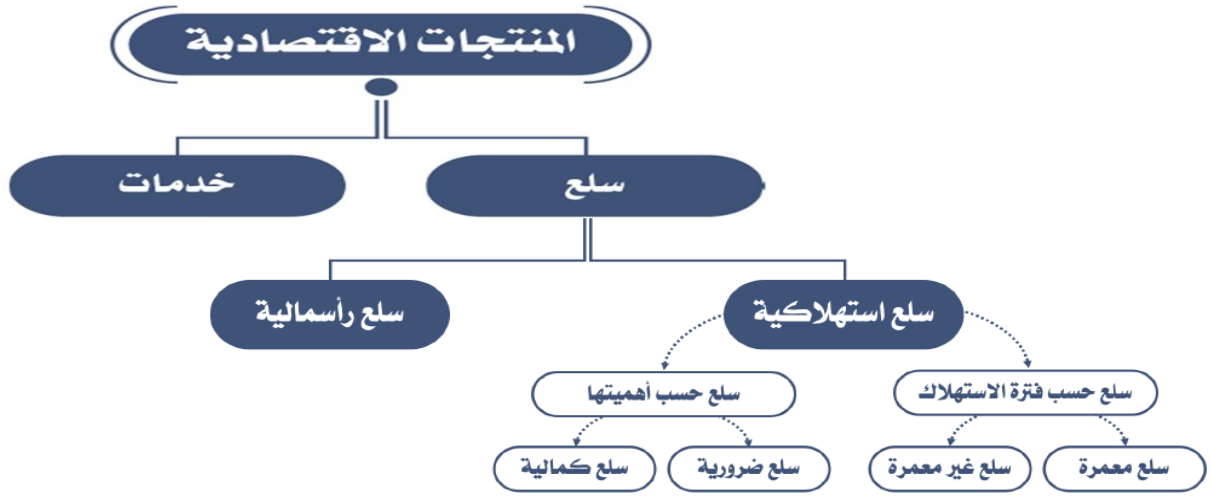 المنتجات الاقتصادية
سلع
خدمات
سلع استهلاكية
سلع رأسمالية
سلع حسب فترة الاستهلاك
سلع حسب أهميتها
سلع معمرة
سلع غير معمرة
سلع ضرورية
سلع كمالية